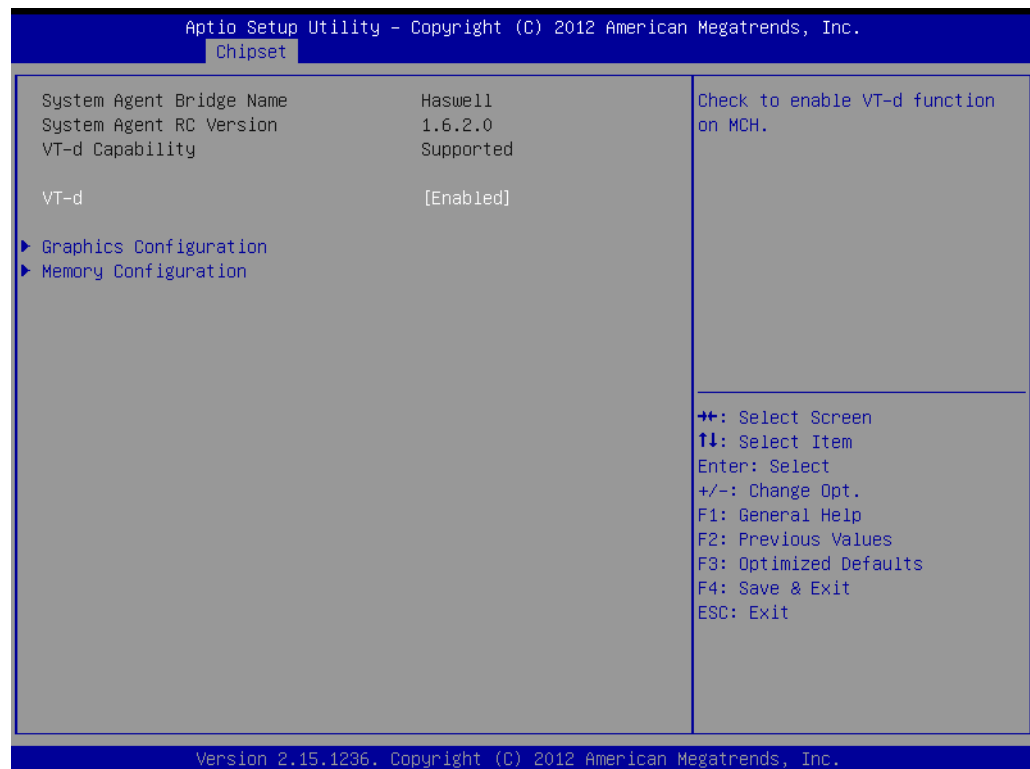 Aptio Setup Utility – Copyright (C) 2012 American Megatrends, Inc.
Chipset
System Agent Bridge Name Haswell
System Agent RC Version 1.6.2.0
VT-d Capability Supported
VT-d [Enabled]
Graphics Configuration
Memory Configuration
Check to enable VT-d function
on MCH.
→←: Select Screen
↑↓: Select Item
Enter: Select
+/-: Change Opt.
F1: General Help
F2: Previous Values
F3: Optimized Defaults
F4: Save & Exit
ESC: Exit
Version 2.15.1236. Copyright (C) 2012 American Megatrends, Inc.